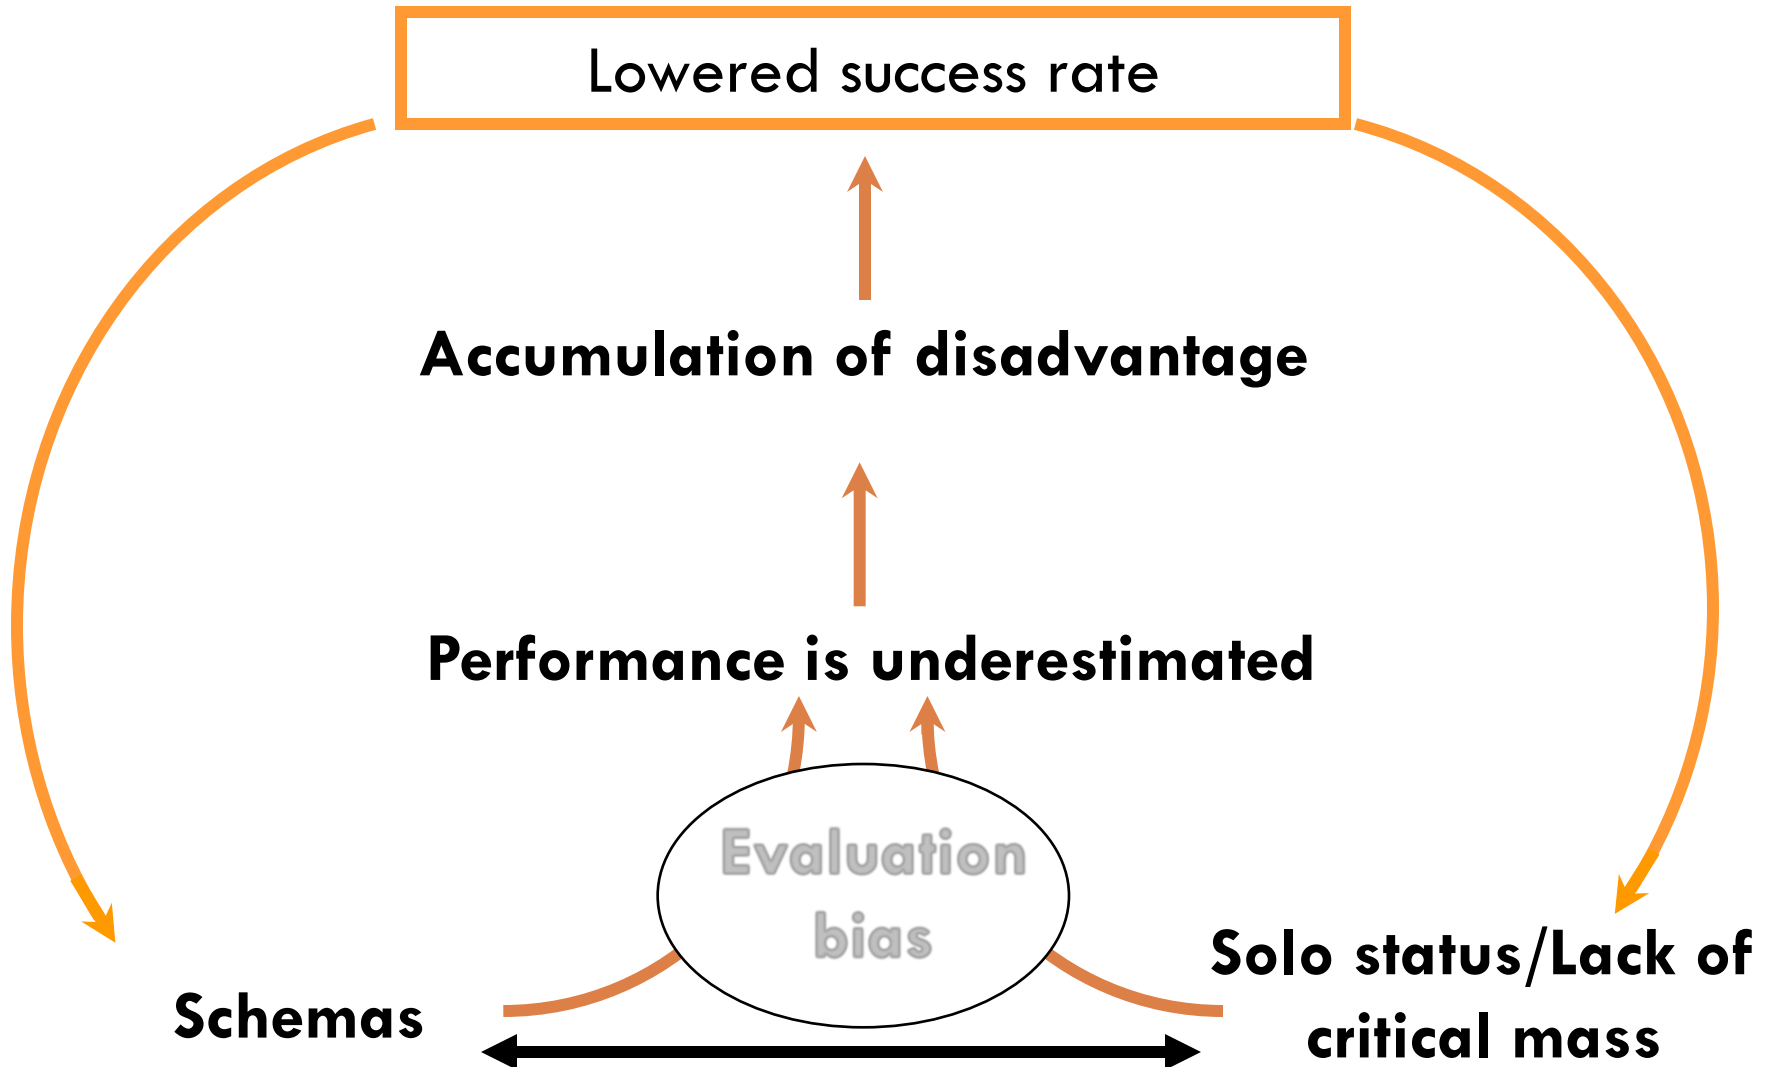 Lowered success rate
Accumulation of disadvantage
Performance is underestimated
Evaluation
bias
Schemas
Solo status/Lack of
critical mass